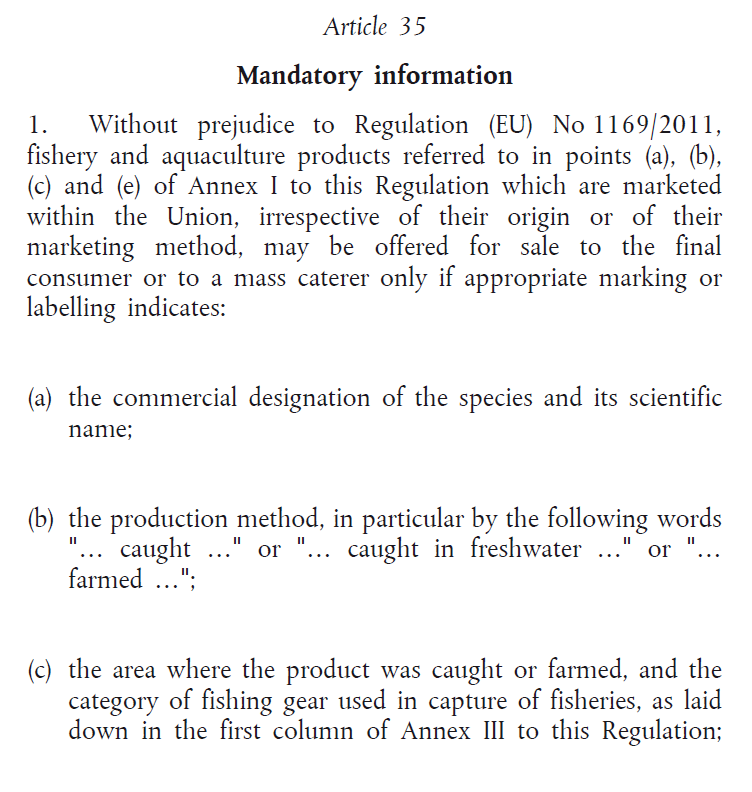 Article 35
Mandatory information
1. Without prejudice to Regulation (EU) No 1169/2011,
fishery and aquaculture products referred to in points (a), (b),
(c) and (e) of Annex I to this Regulation which are marketed
within the Union, irrespective of their origin or of their
marketing method, may be offered for sale to the final
consumer or to a mass caterer only if appropriate marking or
labelling indicates:
(a) the commercial designation of the species and its scientific
name;
(b) the production method, in particular by the following words
"… caught …" or "… caught in freshwater …" or "…
farmed …";
(c) the area where the product was caught or farmed, and the
category of fishing gear used in capture of fisheries, as laid
down in the first column of Annex III to this Regulation;